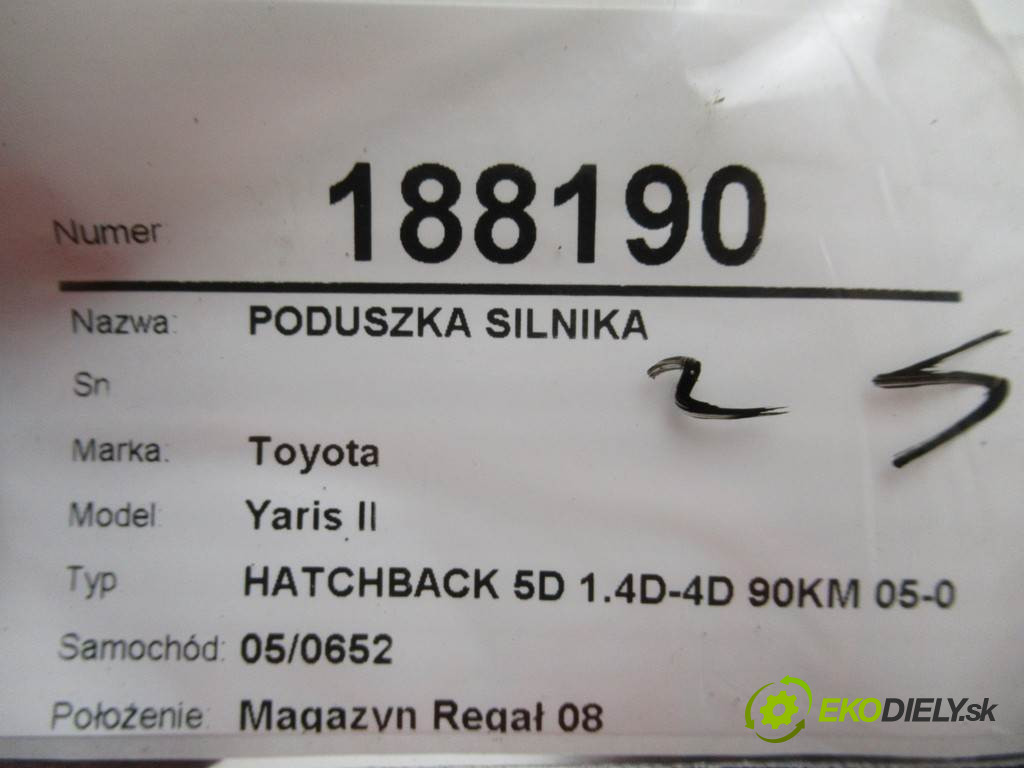 Numer 188190
Nazwa: PODUSZKA SILNIKA
Sn
25
Marka: Toyota
Model Yaris II
Typ HATCHBACK 5D 1.4D-4D 90KM 05-0
Samochód: 05/0652
Położenie: Magazyn Regał 08
EKODIELY.sk